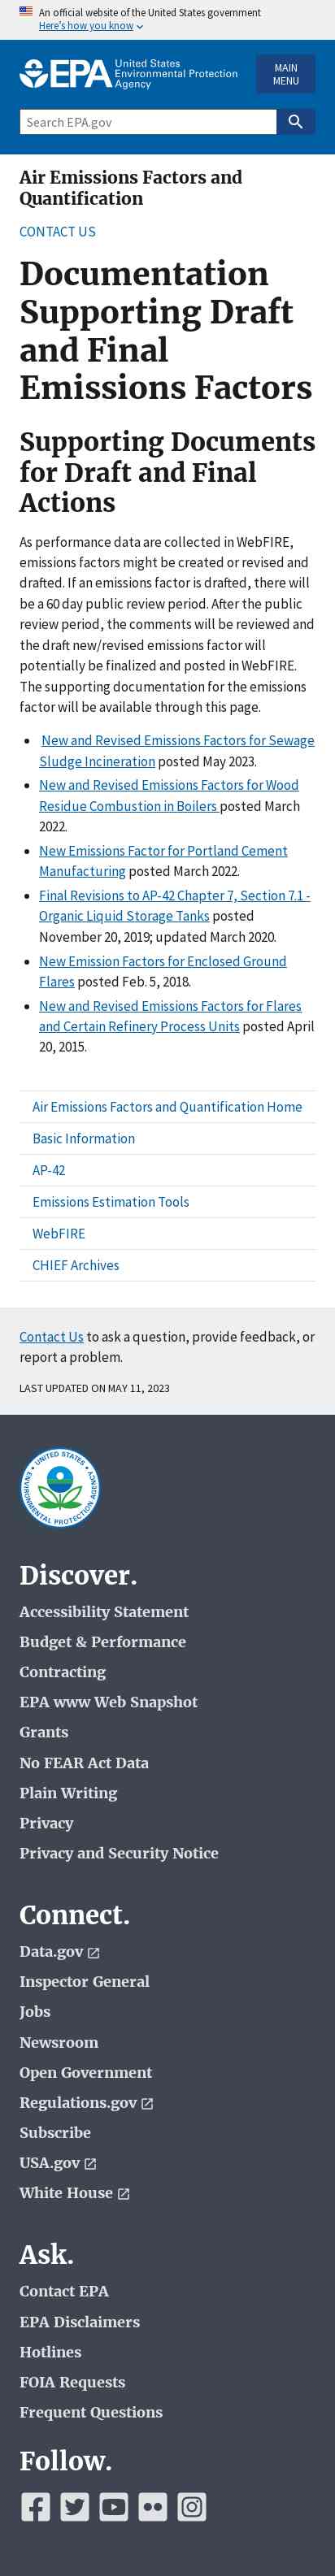 An official website of the United States government
Here's how you know
EPA United States
Environmental Protection
Agency
MAIN
MENU
Search EPA.gov
Air Emissions Factors and
Quantification
CONTACT US
Documentation
Supporting Draft
and Final
Emissions Factors
Supporting Documents
for Draft and Final
Actions
As performance data are collected in WebFIRE,
emissions factors might be created or revised and
drafted. If an emissions factor is drafted, there will
be a 60 day public review period. After the public
review period, the comments will be reviewed and
the draft new/revised emissions factor will
potentially be finalized and posted in WebFIRE.
The supporting documentation for the emissions
factor will be available through this page.
New and Revised Emissions Factors for Sewage
Sludge Incineration posted May 2023.
New and Revised Emissions Factors for Wood
Residue Combustion in Boilers posted March
2022.
New Emissions Factor for Portland Cement
Manufacturing posted March 2022.
Final Revisions to AP-42 Chapter 7, Section 7.1 -
Organic Liquid Storage Tanks posted
November 20, 2019; updated March 2020.
New Emission Factors for Enclosed Ground
Flares posted Feb. 5, 2018.
New and Revised Emissions Factors for Flares
and Certain Refinery Process Units posted April
20, 2015.
Air Emissions Factors and Quantification Home
Basic Information
AP-42
Emissions Estimation Tools
WebFIRE
CHIEF Archives
Contact Us to ask a question, provide feedback, or
report a problem.
LAST UPDATED ON MAY 11, 2023
UNITED STATES
ENVIRONMENTAL PROTECTION AGENCY
Discover.
Accessibility Statement
Budget & Performance
Contracting
EPA www Web Snapshot
Grants
No FEAR Act Data
Plain Writing
Privacy
Privacy and Security Notice
Connect.
Data.gov
Inspector General
Jobs
Newsroom
Open Government
Regulations.gov
Subscribe
USA.gov
White House
Ask.
Contact EPA
EPA Disclaimers
Hotlines
FOIA Requests
Frequent Questions
Follow.